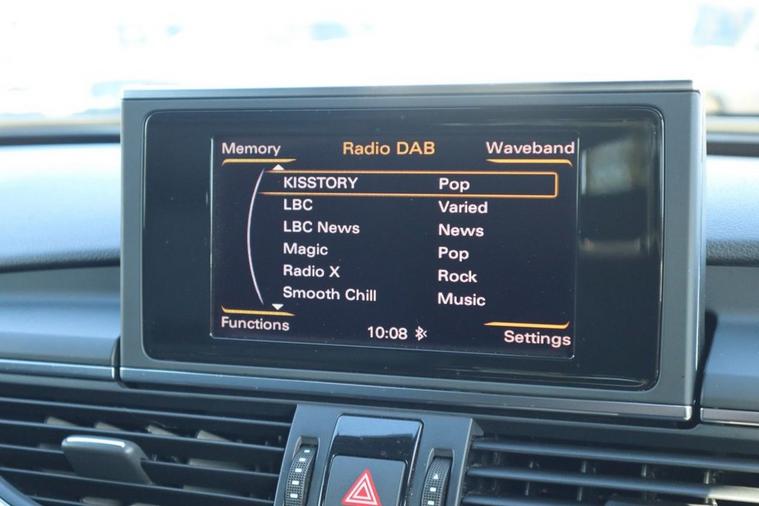 Memory Radio DAB Waveband
KISSTORY Pop
LBC Varied
LBC News News
Magic Pop
Radio X Rock
Smooth Chill Music
Functions 10:08 Settings